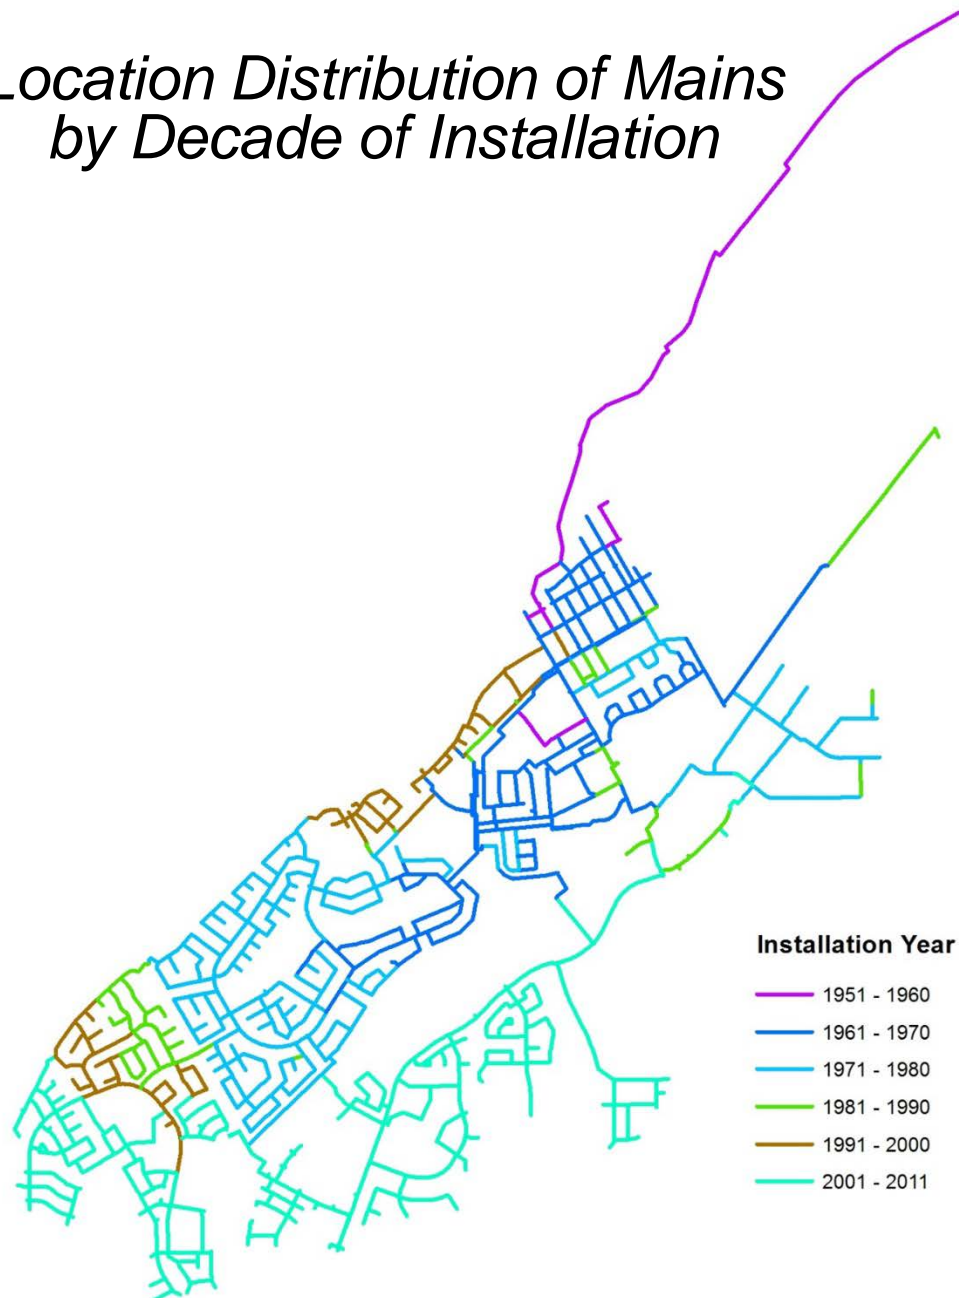 Location Distribution of Mains
by Decade of Installation
Installation Year
1951 - 1960
1961 - 1970
1971 - 1980
1981 - 1990
1991 - 2000
2001 - 2011